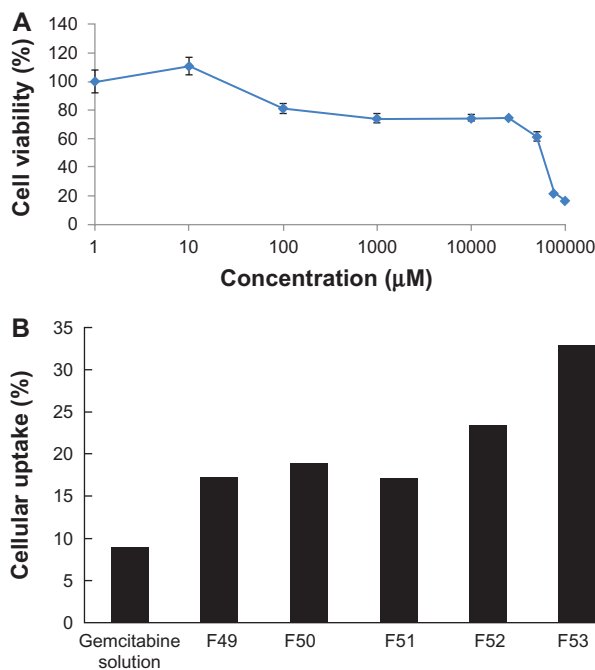 A
140
120
100
80
60
40
20
0
Cell viability (%)
1 10 100 1000 10000 100000
Concentration (μM)
B
35
30
25
20
15
10
5
0
Cellular uptake (%)
Gemcitabine F49 F50 F51 F52 F53
solution